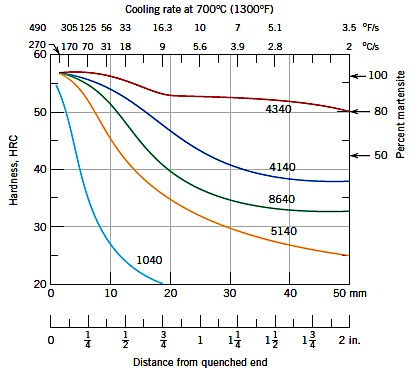 Cooling rate at 700°C (1300°F)
490 305 125 56 33 16.3 10 7 5.1 3.5 °F/s
270 170 70 31 18 9 5.6 3.9 2.8 2 °C/s
60
50
40
30
20
Hardness, HRC
100
80
50
Percent martensite
4340
4140
8640
5140
1040
0 10 20 30 40 50 mm
0 1/4 1/2 3/4 1 1 1/4 1 1/2 1 3/4 2 in.
Distance from quenched end